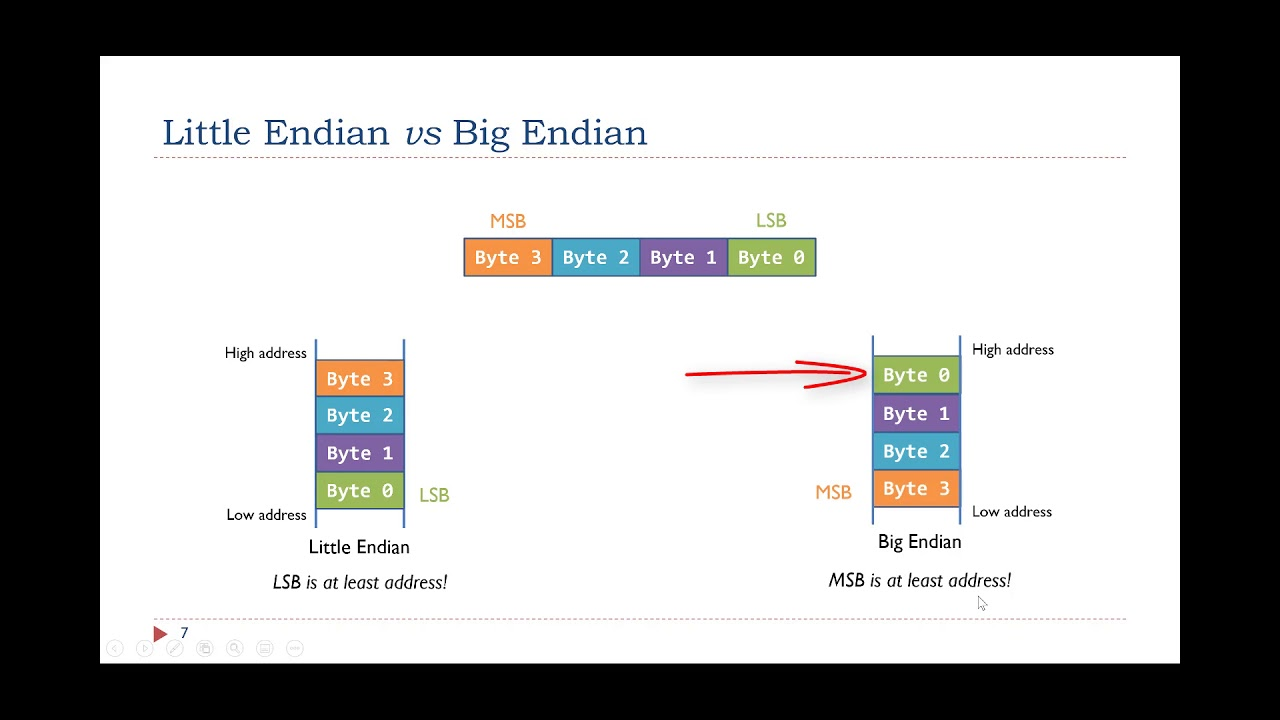 Little Endian vs Big Endian
MSB
LSB
Byte 3 Byte 2 Byte 1 Byte 0
High address
Byte 3
Byte 2
Byte 1
Byte 0
LSB
Low address
Little Endian
LSB is at least address!
High address
Byte 0
Byte 1
Byte 2
MSB
Byte 3
Low address
Big Endian
MSB is at least address!
7